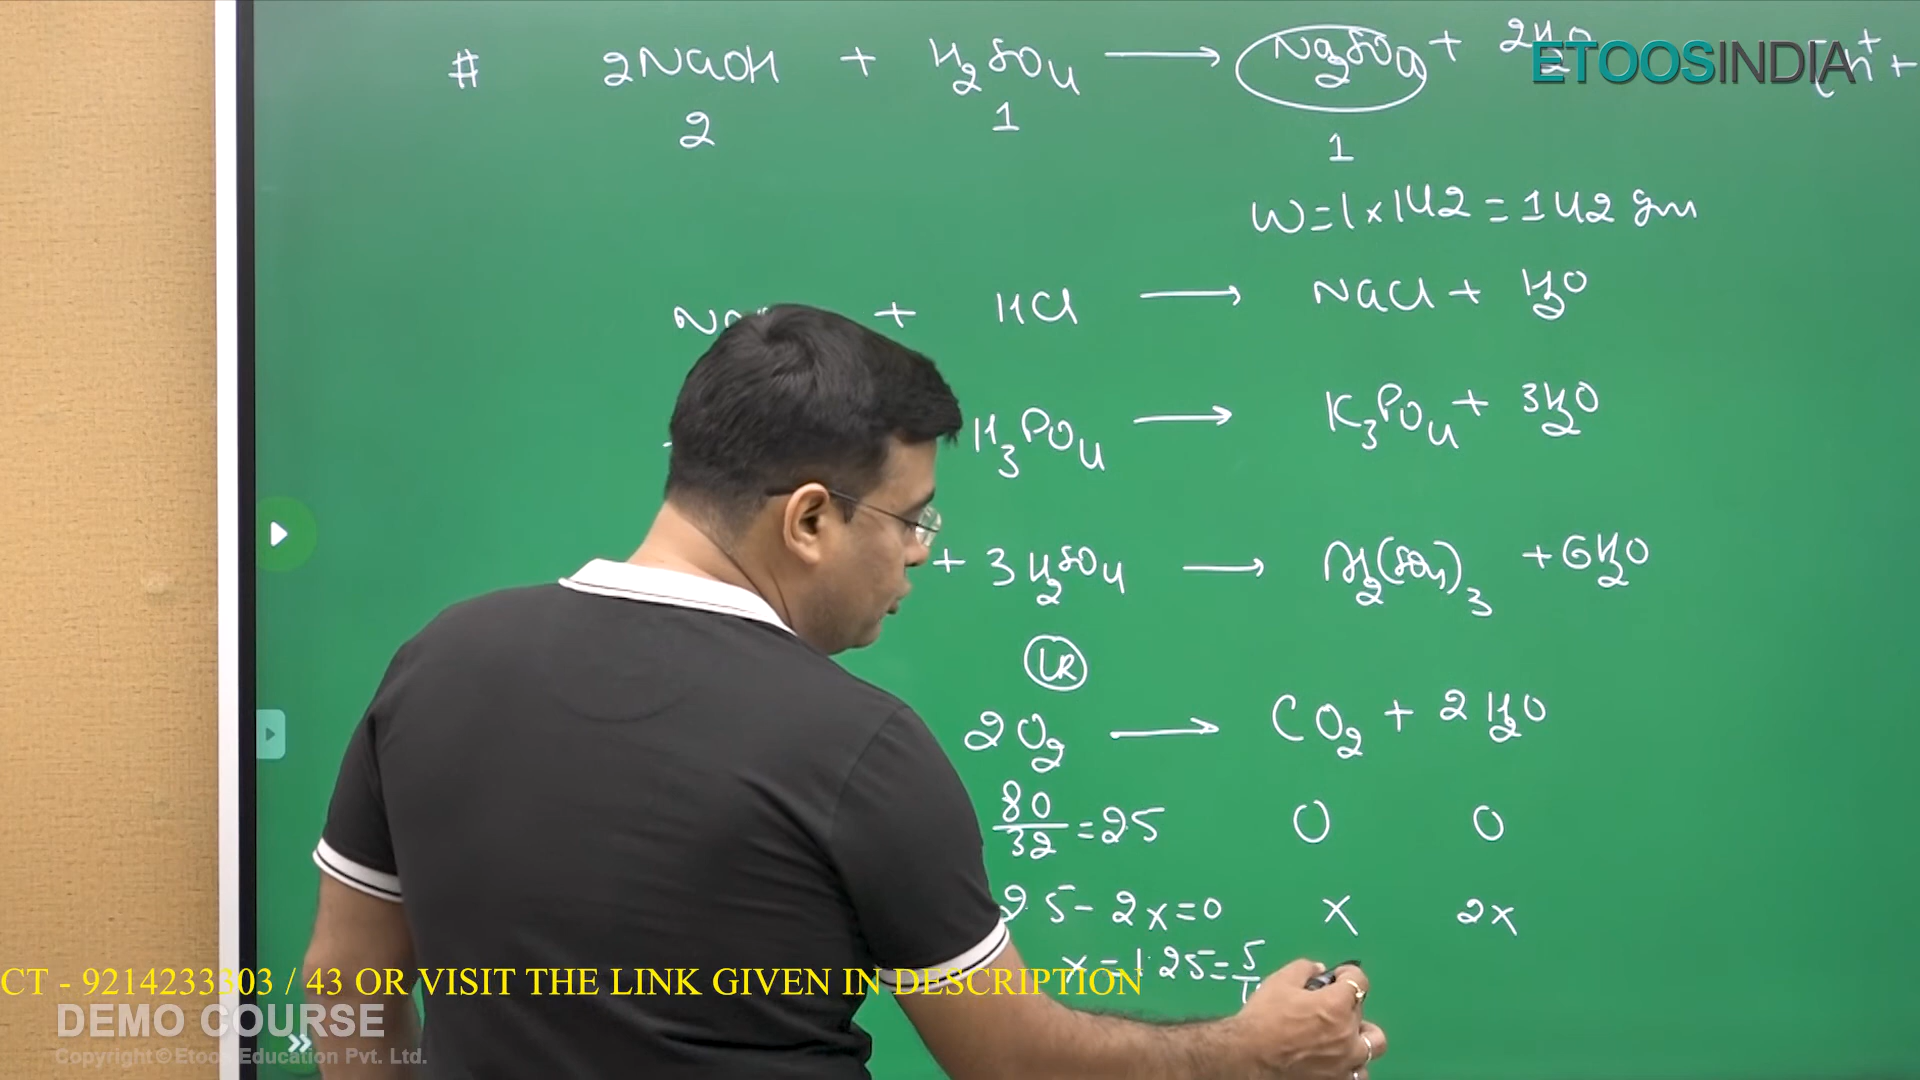 # 2NaOH + H₂SO₄ ⟶ Na₂SO₄ + 2H₂O
ETOOSINDIA
2 1 1
W = 1 × 142 = 142 gm
+ HCl ⟶ NaCl + H₂O
H₃PO₄ ⟶ K₃PO₄ + 3H₂O
+ 3H₂SO₄ ⟶ Al₂(SO₄)₃ + 6H₂O
LR
2O₂ ⟶ CO₂ + 2H₂O
80/32 = 2.5 0 0
2.5 - 2x = 0 x 2x
x = 1.25 = 5/
CT - 9214233303 / 43 OR VISIT THE LINK GIVEN IN DESCRIPTION
DEMO COURSE
Copyright © Etoos Education Pvt. Ltd.